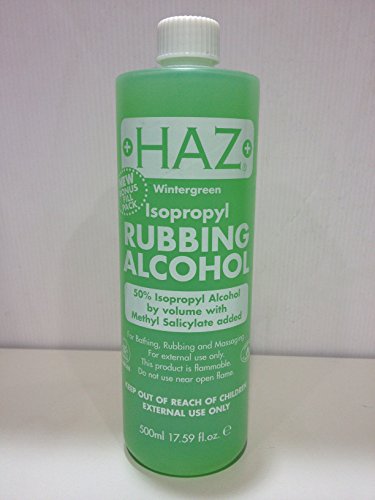 HAZ®
NEW
BONUS
FILL
PACK
Wintergreen
Isopropyl
RUBBING
ALCOHOL
50% Isopropyl Alcohol
by volume with
Methyl Salicylate added
For Bathing, Rubbing and Massaging.
For external use only.
This product is flammable.
Do not use near open flame.
KEEP OUT OF REACH OF CHILDREN
EXTERNAL USE ONLY
500ml 17.59 fl.oz. ℮